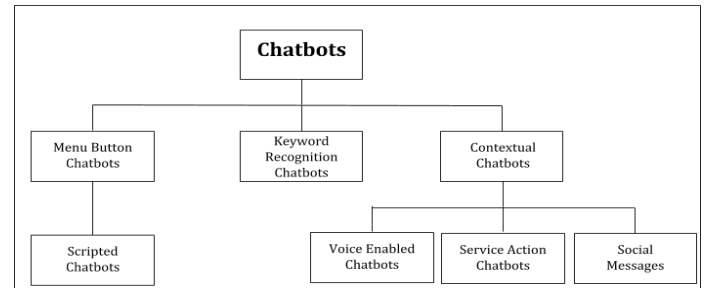 Chatbots
Menu Button
Chatbots
Keyword
Recognition
Chatbots
Contextual
Chatbots
Scripted
Chatbots
Voice Enabled
Chatbots
Service Action
Chatbots
Social
Messages